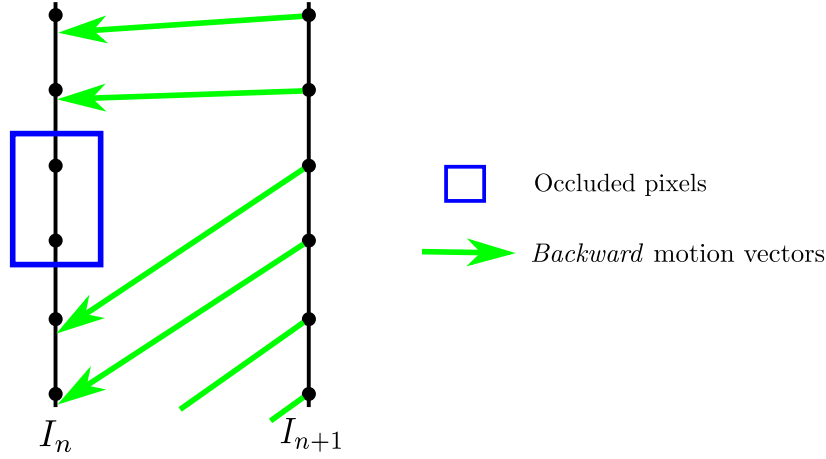 Occluded pixels
Backward motion vectors
I_n
I_{n+1}